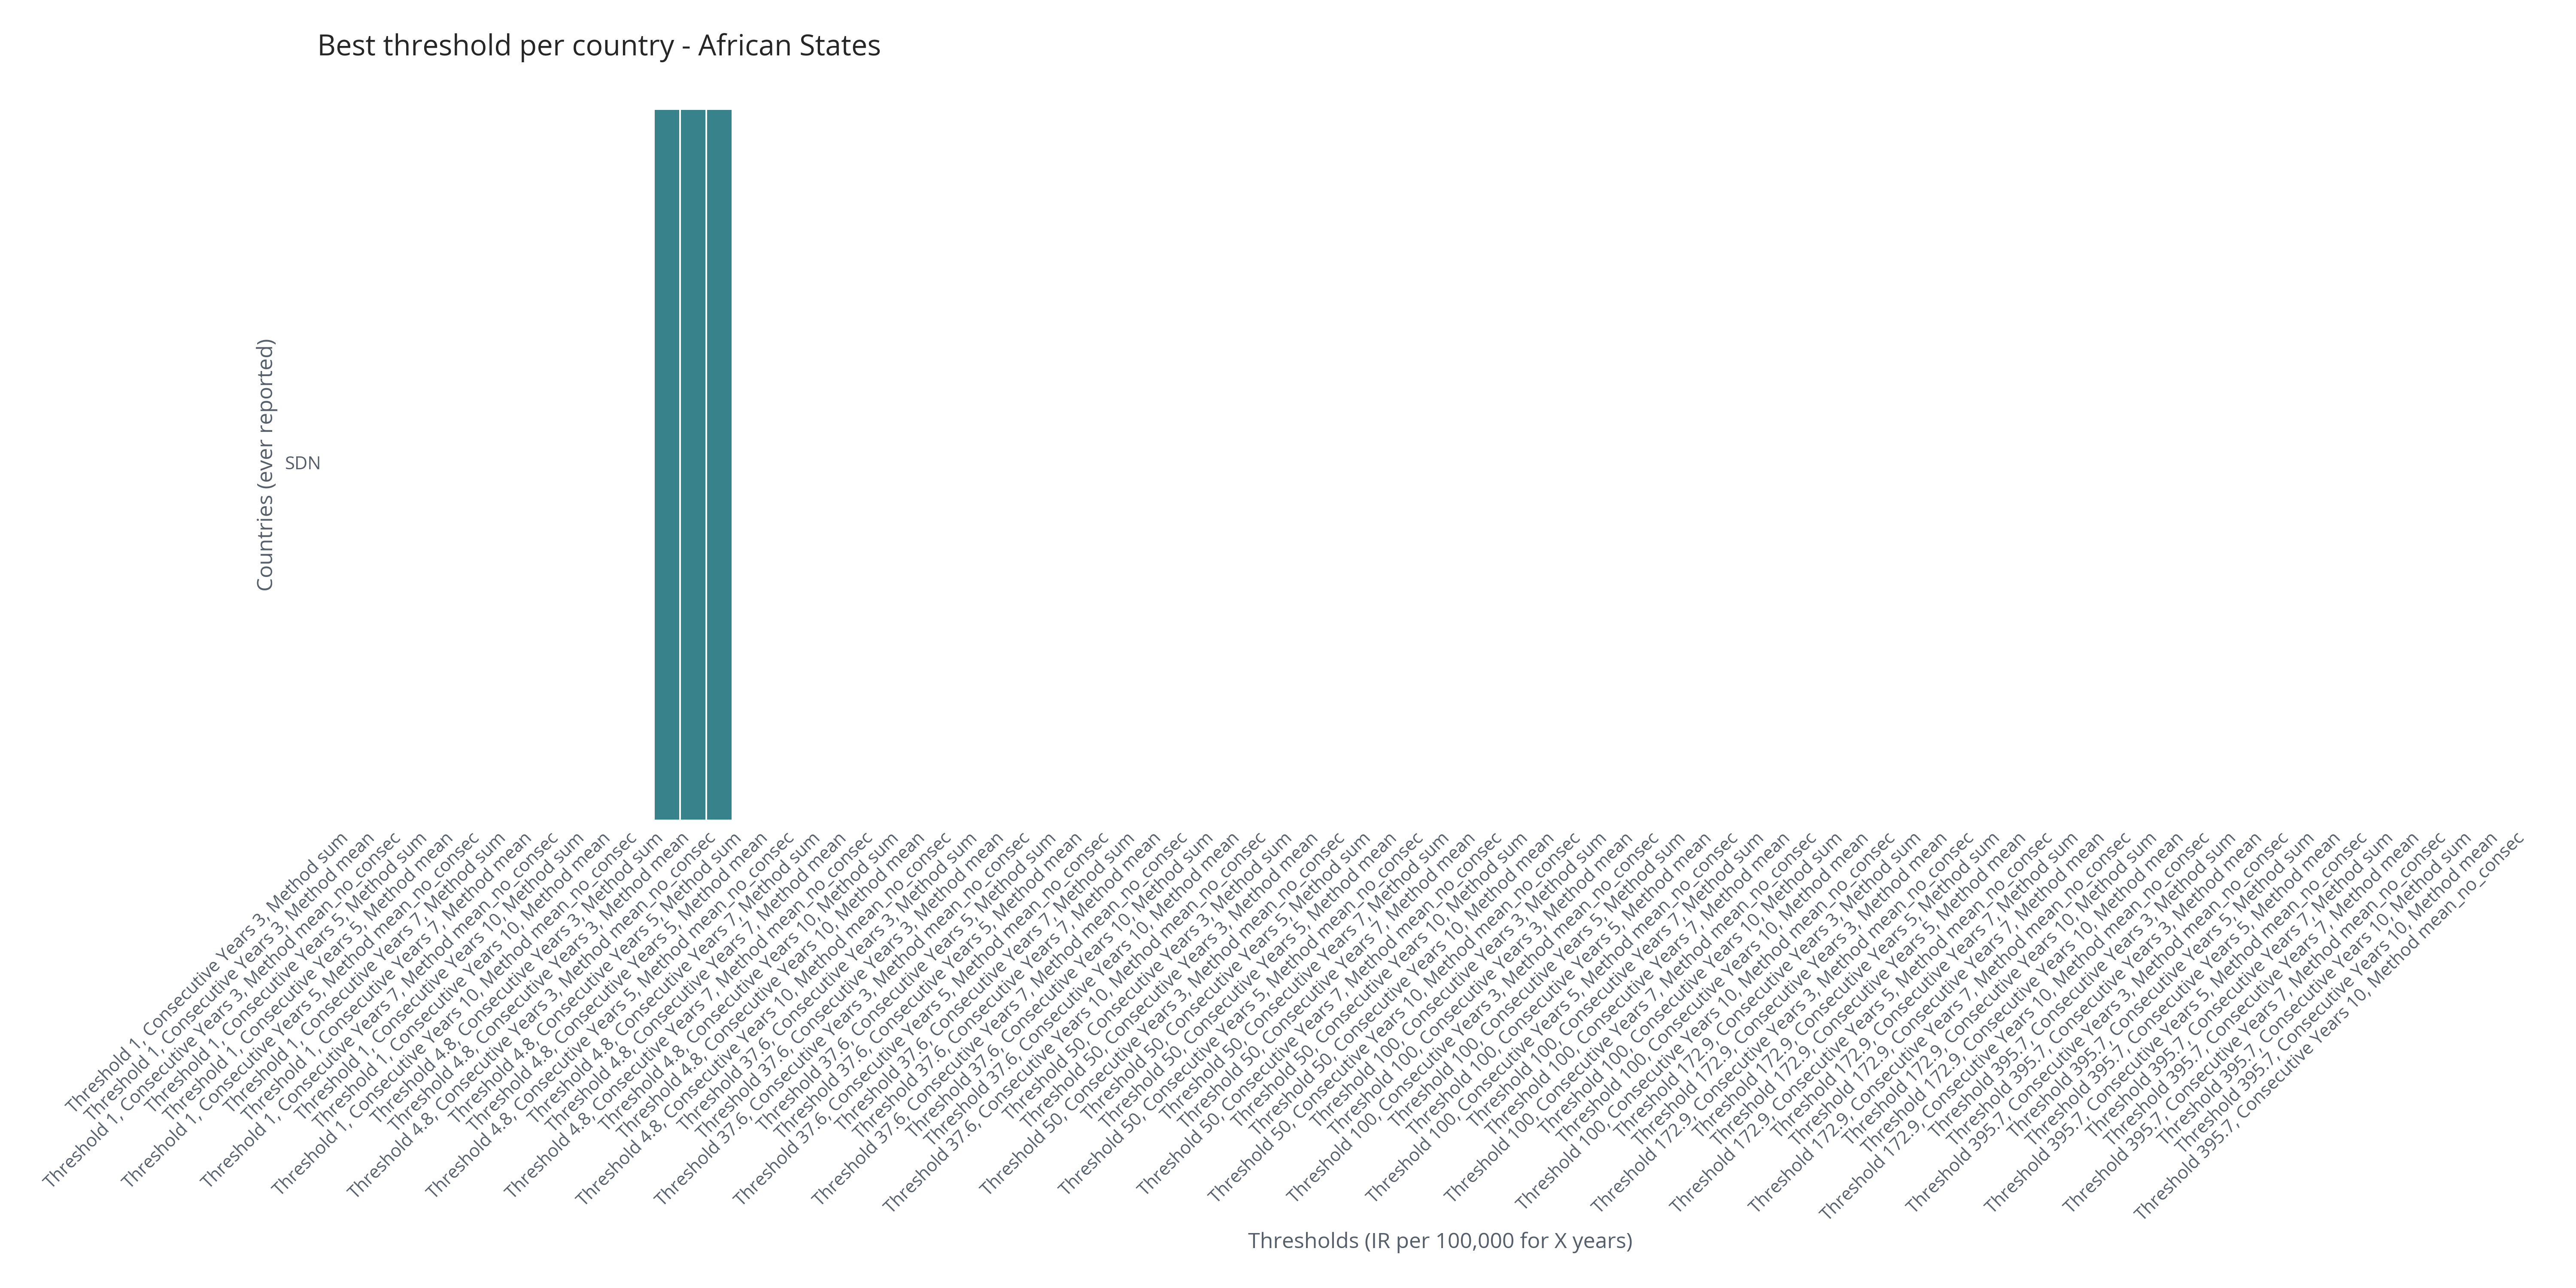 Best threshold per country - African States
Countries (ever reported)
SDN
Threshold 1, Consecutive Years 3, Method sum
Threshold 1, Consecutive Years 3, Method mean
Threshold 1, Consecutive Years 3, Method mean_no_consec
Threshold 1, Consecutive Years 5, Method sum
Threshold 1, Consecutive Years 5, Method mean
Threshold 1, Consecutive Years 5, Method mean_no_consec
Threshold 1, Consecutive Years 7, Method sum
Threshold 1, Consecutive Years 7, Method mean
Threshold 1, Consecutive Years 7, Method mean_no_consec
Threshold 1, Consecutive Years 10, Method sum
Threshold 1, Consecutive Years 10, Method mean
Threshold 1, Consecutive Years 10, Method mean_no_consec
Threshold 4.8, Consecutive Years 3, Method sum
Threshold 4.8, Consecutive Years 3, Method mean
Threshold 4.8, Consecutive Years 3, Method mean_no_consec
Threshold 4.8, Consecutive Years 5, Method sum
Threshold 4.8, Consecutive Years 5, Method mean
Threshold 4.8, Consecutive Years 5, Method mean_no_consec
Threshold 4.8, Consecutive Years 7, Method sum
Threshold 4.8, Consecutive Years 7, Method mean
Threshold 4.8, Consecutive Years 7, Method mean_no_consec
Threshold 4.8, Consecutive Years 10, Method sum
Threshold 4.8, Consecutive Years 10, Method mean
Threshold 4.8, Consecutive Years 10, Method mean_no_consec
Threshold 37.6, Consecutive Years 3, Method sum
Threshold 37.6, Consecutive Years 3, Method mean
Threshold 37.6, Consecutive Years 3, Method mean_no_consec
Threshold 37.6, Consecutive Years 5, Method sum
Threshold 37.6, Consecutive Years 5, Method mean
Threshold 37.6, Consecutive Years 5, Method mean_no_consec
Threshold 37.6, Consecutive Years 7, Method sum
Threshold 37.6, Consecutive Years 7, Method mean
Threshold 37.6, Consecutive Years 7, Method mean_no_consec
Threshold 37.6, Consecutive Years 10, Method sum
Threshold 37.6, Consecutive Years 10, Method mean
Threshold 37.6, Consecutive Years 10, Method mean_no_consec
Threshold 50, Consecutive Years 3, Method sum
Threshold 50, Consecutive Years 3, Method mean
Threshold 50, Consecutive Years 3, Method mean_no_consec
Threshold 50, Consecutive Years 5, Method sum
Threshold 50, Consecutive Years 5, Method mean
Threshold 50, Consecutive Years 5, Method mean_no_consec
Threshold 50, Consecutive Years 7, Method sum
Threshold 50, Consecutive Years 7, Method mean
Threshold 50, Consecutive Years 7, Method mean_no_consec
Threshold 50, Consecutive Years 10, Method sum
Threshold 50, Consecutive Years 10, Method mean
Threshold 50, Consecutive Years 10, Method mean_no_consec
Threshold 100, Consecutive Years 3, Method sum
Threshold 100, Consecutive Years 3, Method mean
Threshold 100, Consecutive Years 3, Method mean_no_consec
Threshold 100, Consecutive Years 5, Method sum
Threshold 100, Consecutive Years 5, Method mean
Threshold 100, Consecutive Years 5, Method mean_no_consec
Threshold 100, Consecutive Years 7, Method sum
Threshold 100, Consecutive Years 7, Method mean
Threshold 100, Consecutive Years 7, Method mean_no_consec
Threshold 100, Consecutive Years 10, Method sum
Threshold 100, Consecutive Years 10, Method mean
Threshold 100, Consecutive Years 10, Method mean_no_consec
Threshold 172.9, Consecutive Years 3, Method sum
Threshold 172.9, Consecutive Years 3, Method mean
Threshold 172.9, Consecutive Years 3, Method mean_no_consec
Threshold 172.9, Consecutive Years 5, Method sum
Threshold 172.9, Consecutive Years 5, Method mean
Threshold 172.9, Consecutive Years 5, Method mean_no_consec
Threshold 172.9, Consecutive Years 7, Method sum
Threshold 172.9, Consecutive Years 7, Method mean
Threshold 172.9, Consecutive Years 7, Method mean_no_consec
Threshold 172.9, Consecutive Years 10, Method sum
Threshold 172.9, Consecutive Years 10, Method mean
Threshold 172.9, Consecutive Years 10, Method mean_no_consec
Threshold 395.7, Consecutive Years 3, Method sum
Threshold 395.7, Consecutive Years 3, Method mean
Threshold 395.7, Consecutive Years 3, Method mean_no_consec
Threshold 395.7, Consecutive Years 5, Method sum
Threshold 395.7, Consecutive Years 5, Method mean
Threshold 395.7, Consecutive Years 5, Method mean_no_consec
Threshold 395.7, Consecutive Years 7, Method sum
Threshold 395.7, Consecutive Years 7, Method mean
Threshold 395.7, Consecutive Years 7, Method mean_no_consec
Threshold 395.7, Consecutive Years 10, Method sum
Threshold 395.7, Consecutive Years 10, Method mean
Threshold 395.7, Consecutive Years 10, Method mean_no_consec
Thresholds (IR per 100,000 for X years)